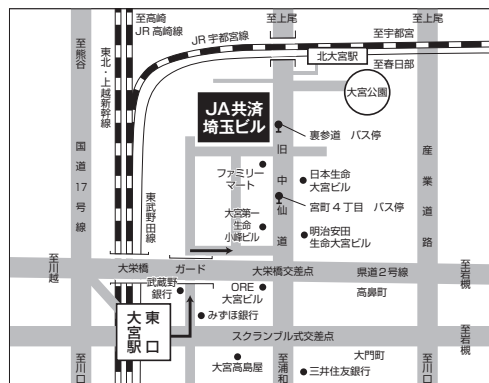 至高崎
JR高崎線
至上尾
至上尾
JR宇都宮線
至宇都宮
北大宮駅
至春日部
至熊谷
東北・上越新幹線
大宮公園
JA共済
埼玉ビル
裏参道 バス停
国道17号線
旧中仙道
産業道路
ファミリー
マート
日本生命
大宮ビル
東武野田線
宮町4丁目 バス停
大宮第一
生命
小峰ビル
明治安田
生命大宮ビル
至川越
大栄橋
ガード
大栄橋交差点
県道2号線
至岩槻
武蔵野
銀行
ORE
大宮ビル
高鼻町
東口
大宮駅
みずほ銀行
スクランブル式交差点
至岩槻
大宮高島屋
大門町
三井住友銀行
至川口
至浦和
至川口